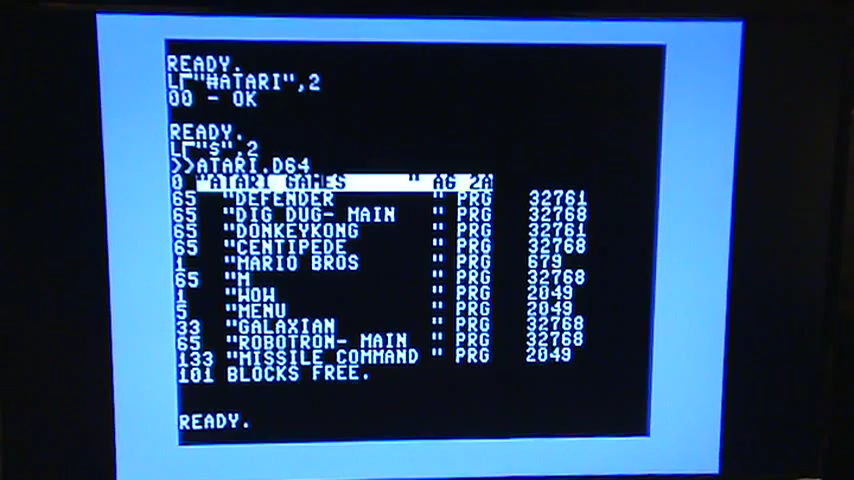 READY.
L┌"#ATARI",2
00 - OK
READY.
L┌"$",2
>>ATARI.D64
0 "ATARI GAMES " AG 2A
65 "DEFENDER " PRG 32761
65 "DIG DUG- MAIN " PRG 32768
65 "DONKEYKONG " PRG 32761
65 "CENTIPEDE " PRG 32768
1 "MARIO BROS " PRG 679
65 "M " PRG 32768
1 "WOW " PRG 2049
5 "MENU " PRG 2049
33 "GALAXIAN " PRG 32768
65 "ROBOTRON- MAIN " PRG 32768
133 "MISSILE COMMAND " PRG 2049
101 BLOCKS FREE.
READY.